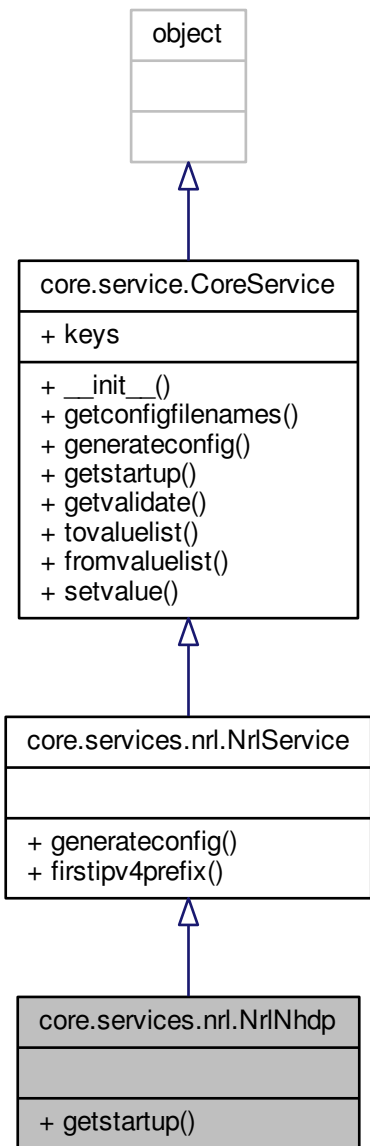 object
core.service.CoreService
+ keys
+ __init__()
+ getconfigfilenames()
+ generateconfig()
+ getstartup()
+ getvalidate()
+ tovaluelist()
+ fromvaluelist()
+ setvalue()
core.services.nrl.NrlService
+ generateconfig()
+ firstipv4prefix()
core.services.nrl.NrlNhdp
+ getstartup()